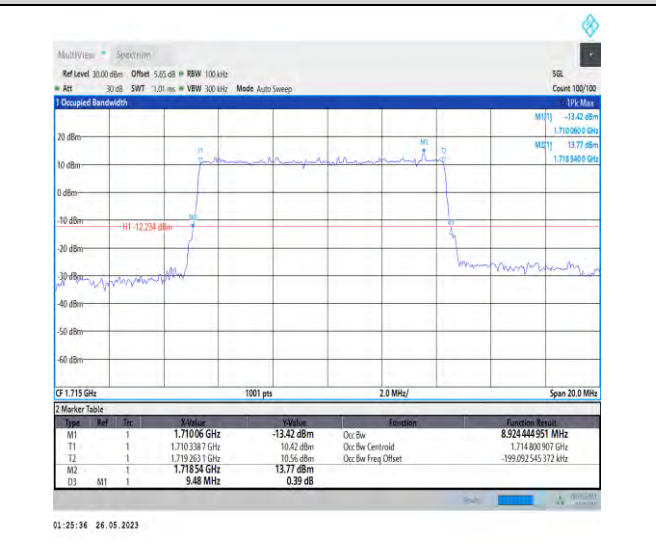 MultiView Spectrum
Ref Level 30.00 dBm Offset 5.65 dB RBW 100 kHz SGL
Att 30 dB SWT 1.01 ms VBW 300 kHz Mode Auto Sweep Count 100/100
1 Occupied Bandwidth 1Pk Max
M1[1] -13.42 dBm
1.710 060 0 GHz
20 dBm M2[1] 13.77 dBm
1.718 540 0 GHz
M2
T1 T2
10 dBm
0 dBm
-10 dBm
H1 -12.234 dBm
-20 dBm
-30 dBm
-40 dBm
-50 dBm
-60 dBm
CF 1.715 GHz 1001 pts 2.0 MHz/ Span 20.0 MHz
2 Marker Table
Type Ref Trc X-Value Y-Value Function Function Result
M1 1 1.710 06 GHz -13.42 dBm Occ Bw 8.924 444 951 MHz
T1 1 1.710 338 7 GHz 10.42 dBm Occ Bw Centroid 1.714 800 907 GHz
T2 1 1.719 263 1 GHz 10.56 dBm Occ Bw Freq Offset -199.092 545 372 kHz
M2 1 1.718 54 GHz 13.77 dBm
D3 M1 1 9.48 MHz 0.39 dB
01:25:36 26.05.2023